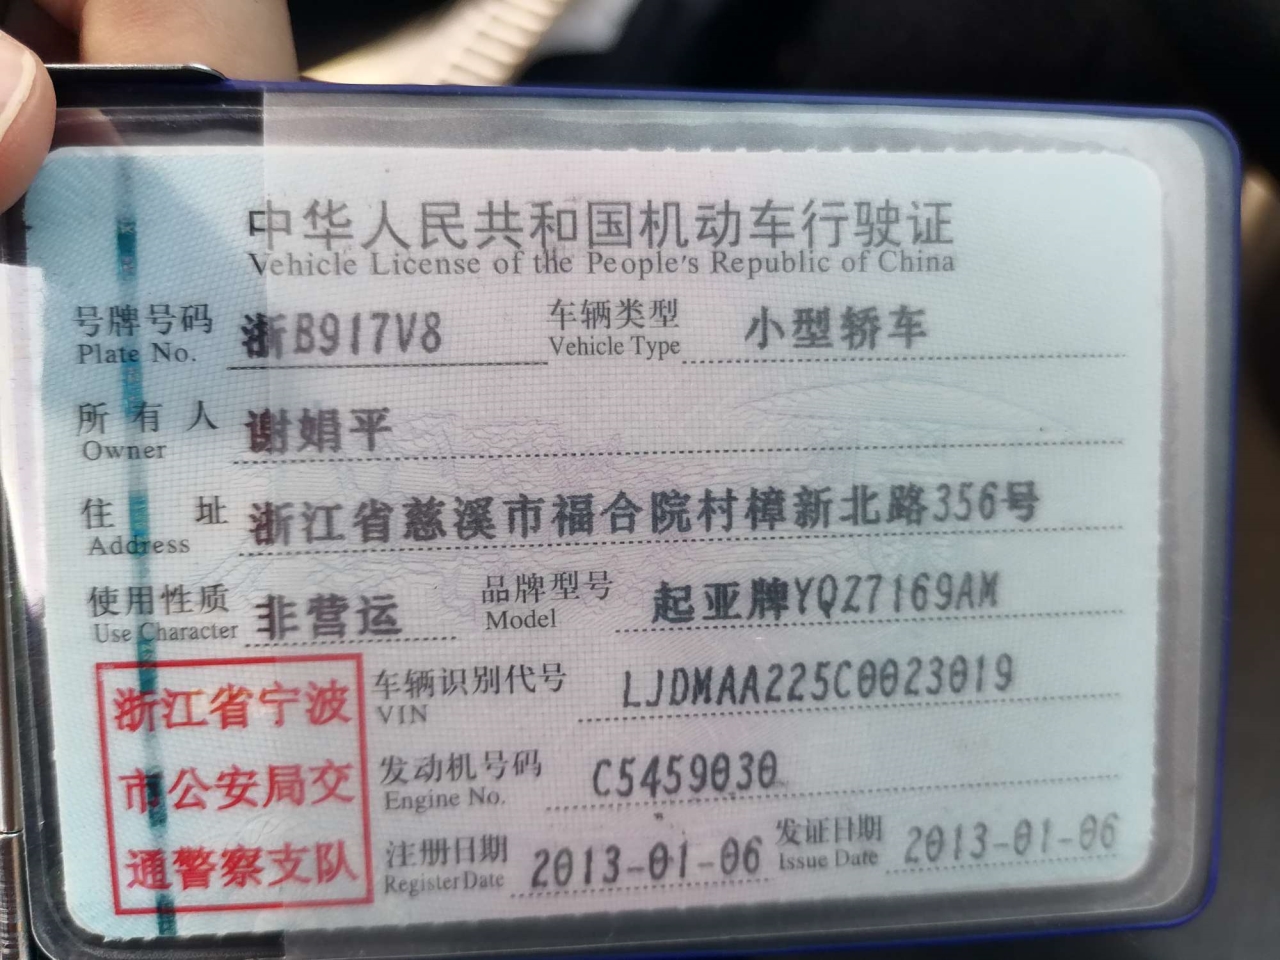 中华人民共和国机动车行驶证
Vehicle License of the People's Republic of China
号牌号码 浙B917V8 车辆类型 小型轿车
Plate No. Vehicle Type
所有人 谢娟平
Owner
住址 浙江省慈溪市福合院村樟新北路356号
Address
使用性质 非营运 品牌型号 起亚牌YQZ7169AM
Use Character Model
浙江省宁波
市公安局交
通警察支队
车辆识别代号 LJDMAA225C0023019
VIN
发动机号码 C5459030
Engine No.
注册日期 2013-01-06 发证日期 2013-01-06
Register Date Issue Date